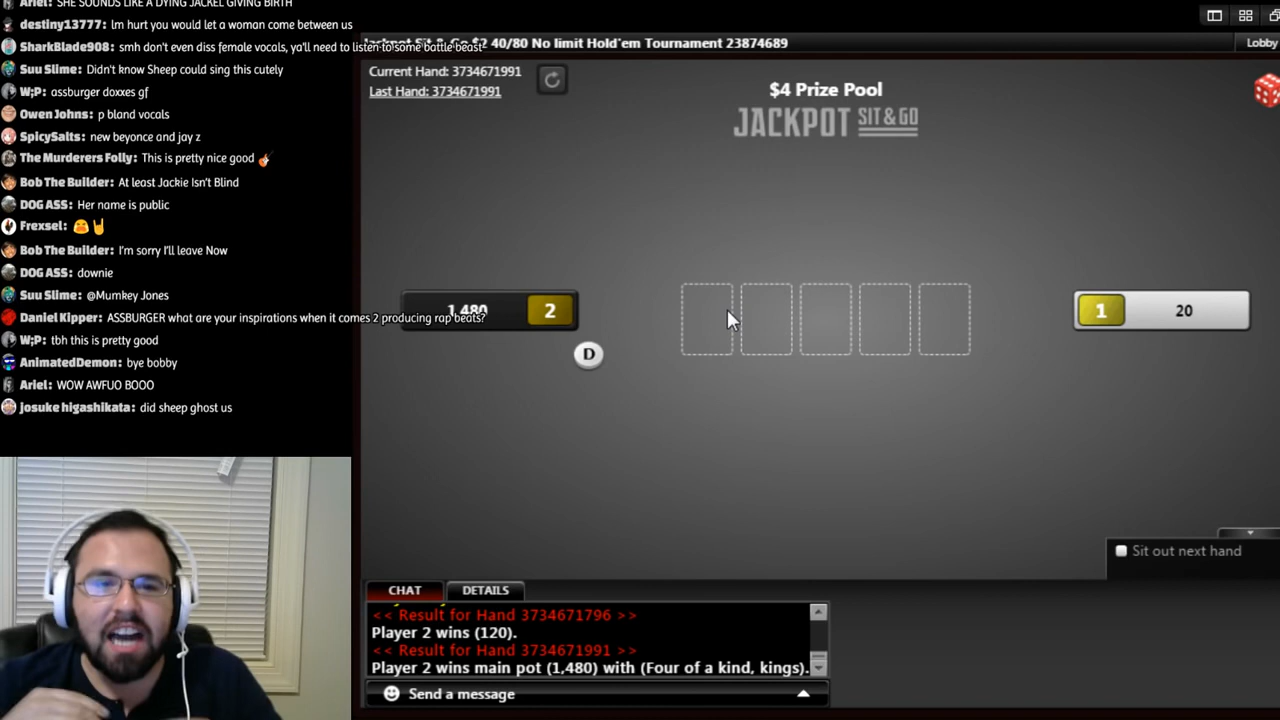 Ariel: SHE SOUNDS LIKE A DYING JACKEL GIVING BIRTH
destiny13777: Im hurt you would let a woman come between us
SharkBlade908: smh don't even diss female vocals, ya'll need to listen to some battle beast
Suu Slime: Didn't know Sheep could sing this cutely
W;P: assburger doxxes gf
Owen Johns: p bland vocals
SpicySalts: new beyonce and jay z
The Murderers Folly: This is pretty nice good 🎸
Bob The Builder: At least Jackie Isn't Blind
DOG ASS: Her name is public
Frexsel: 😡🤘
Bob The Builder: I'm sorry I'll leave Now
DOG ASS: downie
Suu Slime: @Mumkey Jones
Daniel Kipper: ASSBURGER what are your inspirations when it comes 2 producing rap beats?
W;P: tbh this is pretty good
AnimatedDemon: bye bobby
Ariel: WOW AWFUO BOOO
josuke higashikata: did sheep ghost us
Jackpot Sit & Go $2 40/80 No limit Hold'em Tournament 23874689
Lobby
Current Hand: 3734671991
Last Hand: 3734671991
$4 Prize Pool
JACKPOT SIT & GO
1,480 2
D
1 20
Sit out next hand
CHAT DETAILS
<< Result for Hand 3734671796 >>
Player 2 wins (120).
<< Result for Hand 3734671991 >>
Player 2 wins main pot (1,480) with (Four of a kind, kings).
Send a message